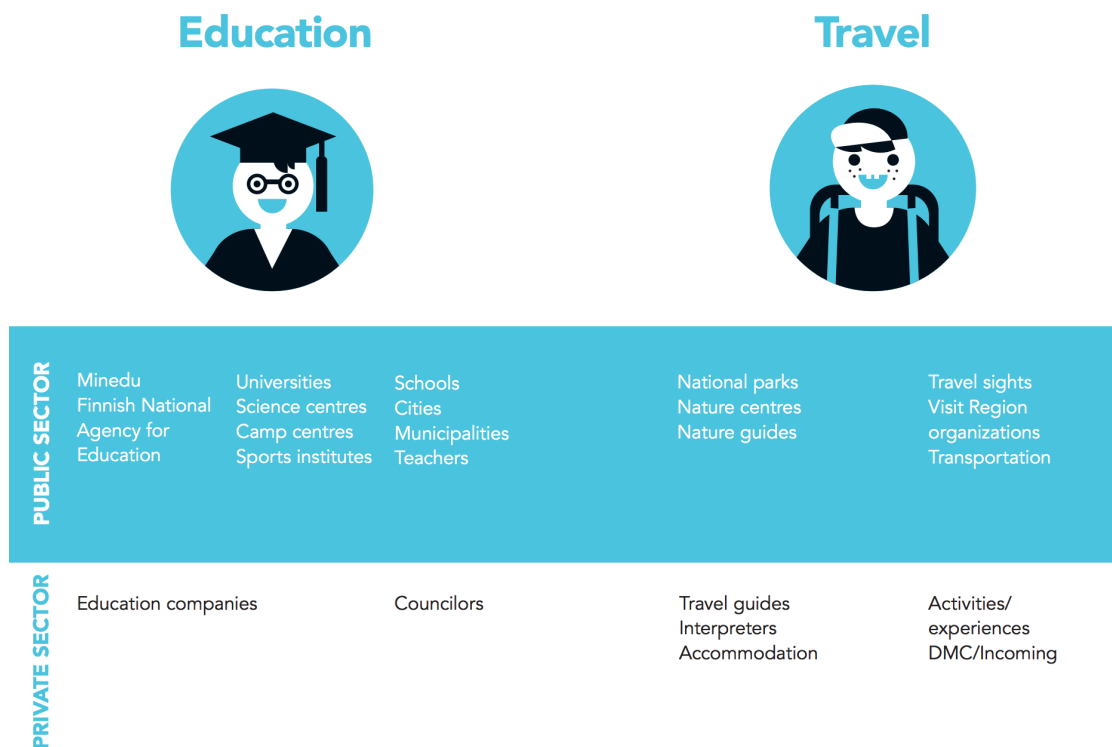 Education
Travel
PUBLIC SECTOR
Minedu
Finnish National
Agency for
Education
Universities
Science centres
Camp centres
Sports institutes
Schools
Cities
Municipalities
Teachers
National parks
Nature centres
Nature guides
Travel sights
Visit Region
organizations
Transportation
PRIVATE SECTOR
Education companies
Councilors
Travel guides
Interpreters
Accommodation
Activities/
experiences
DMC/Incoming